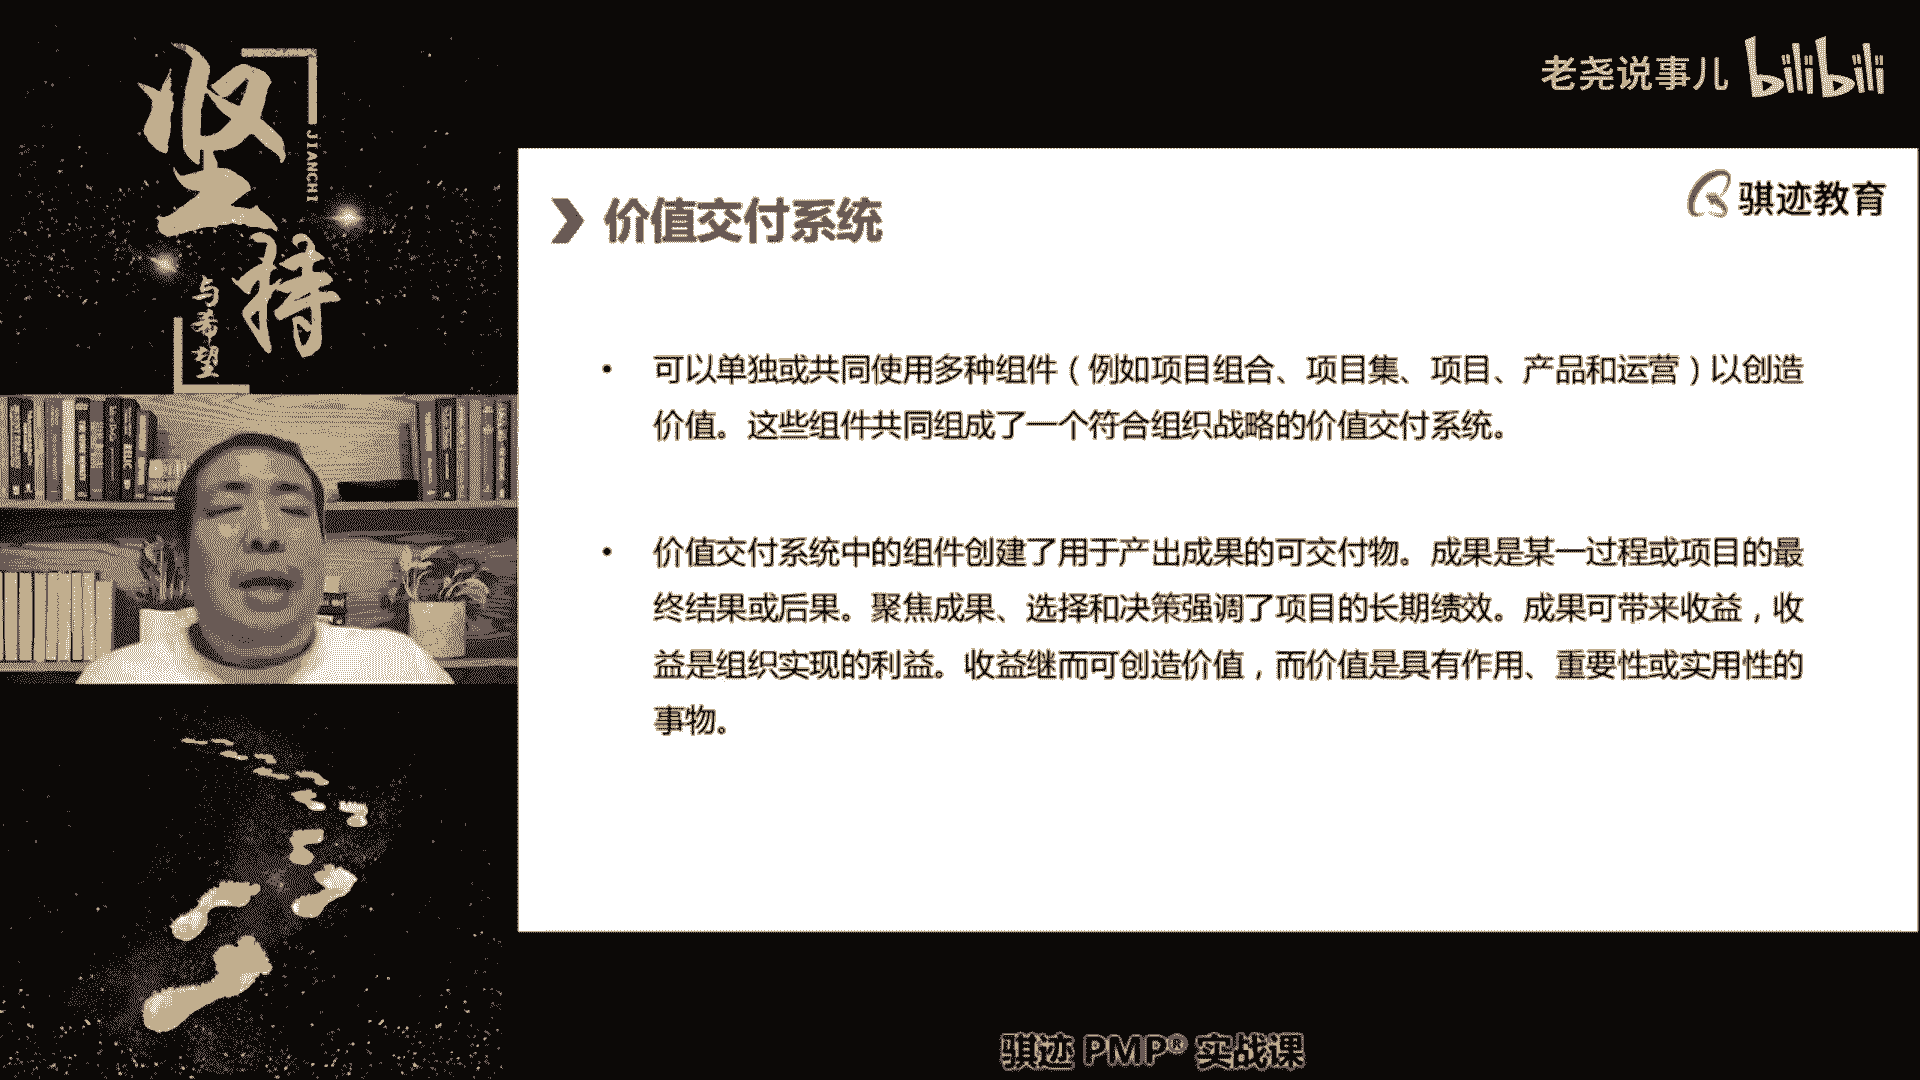 坚持
JIANCHI
与希望
老尧说事儿 bilibili
骐迹教育
价值交付系统
• 可以单独或共同使用多种组件（例如项目组合、项目集、项目、产品和运营）以创造
价值。这些组件共同组成了一个符合组织战略的价值交付系统。
• 价值交付系统中的组件创建了用于产出成果的可交付物。成果是某一过程或项目的最
终结果或后果。聚焦成果、选择和决策强调了项目的长期绩效。成果可带来收益，收
益是组织实现的利益。收益继而可创造价值，而价值是具有作用、重要性或实用性的
事物。
骐迹 PMP® 实战课